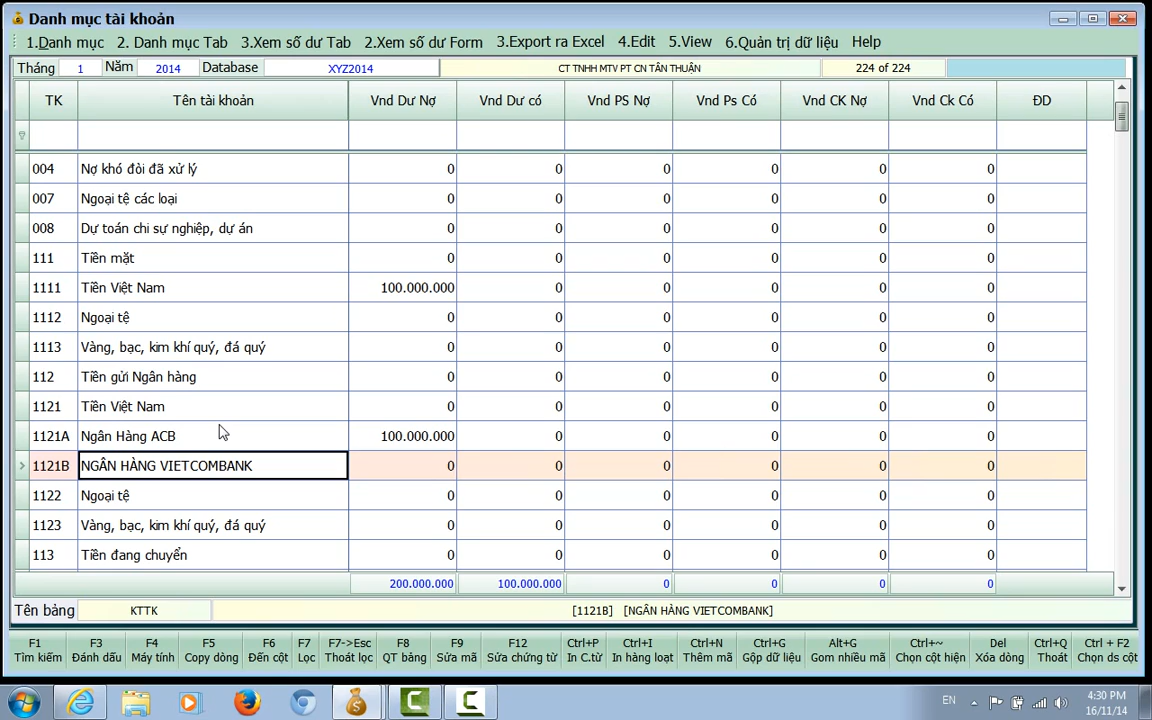 Danh mục tài khoản
1.Danh mục 2. Danh mục Tab 3.Xem số dư Tab 2.Xem số dư Form 3.Export ra Excel 4.Edit 5.View 6.Quản trị dữ liệu Help
Tháng 1 Năm 2014 Database XYZ2014 CT TNHH MTV PT CN TÂN THUẬN 224 of 224
TK Tên tài khoản Vnd Dư Nợ Vnd Dư có Vnd PS Nợ Vnd Ps Có Vnd CK Nợ Vnd Ck Có ĐD
004 Nợ khó đòi đã xử lý 0 0 0 0 0 0
007 Ngoại tệ các loại 0 0 0 0 0 0
008 Dự toán chi sự nghiệp, dự án 0 0 0 0 0 0
111 Tiền mặt 0 0 0 0 0 0
1111 Tiền Việt Nam 100.000.000 0 0 0 0 0
1112 Ngoại tệ 0 0 0 0 0 0
1113 Vàng, bạc, kim khí quý, đá quý 0 0 0 0 0 0
112 Tiền gửi Ngân hàng 0 0 0 0 0 0
1121 Tiền Việt Nam 0 0 0 0 0 0
1121A Ngân Hàng ACB 100.000.000 0 0 0 0 0
1121B NGÂN HÀNG VIETCOMBANK 0 0 0 0 0 0
1122 Ngoại tệ 0 0 0 0 0 0
1123 Vàng, bạc, kim khí quý, đá quý 0 0 0 0 0 0
113 Tiền đang chuyển 0 0 0 0 0 0
200.000.000 100.000.000 0 0 0 0
Tên bảng KTTK [1121B] [NGÂN HÀNG VIETCOMBANK]
F1 F3 F4 F5 F6 F7 F7->Esc F8 F9 F12 Ctrl+P Ctrl+I Ctrl+N Ctrl+G Alt+G Ctrl+~ Del Ctrl+Q Ctrl + F2
Tìm kiếm Đánh dấu Máy tính Copy dòng Đến cột Lọc Thoát lọc QT bảng Sửa mã Sửa chứng từ In C.từ In hàng loạt Thêm mã Gộp dữ liệu Gom nhiều mã Chọn cột hiện Xóa dòng Thoát Chọn ds cột
EN 4:30 PM
16/11/14